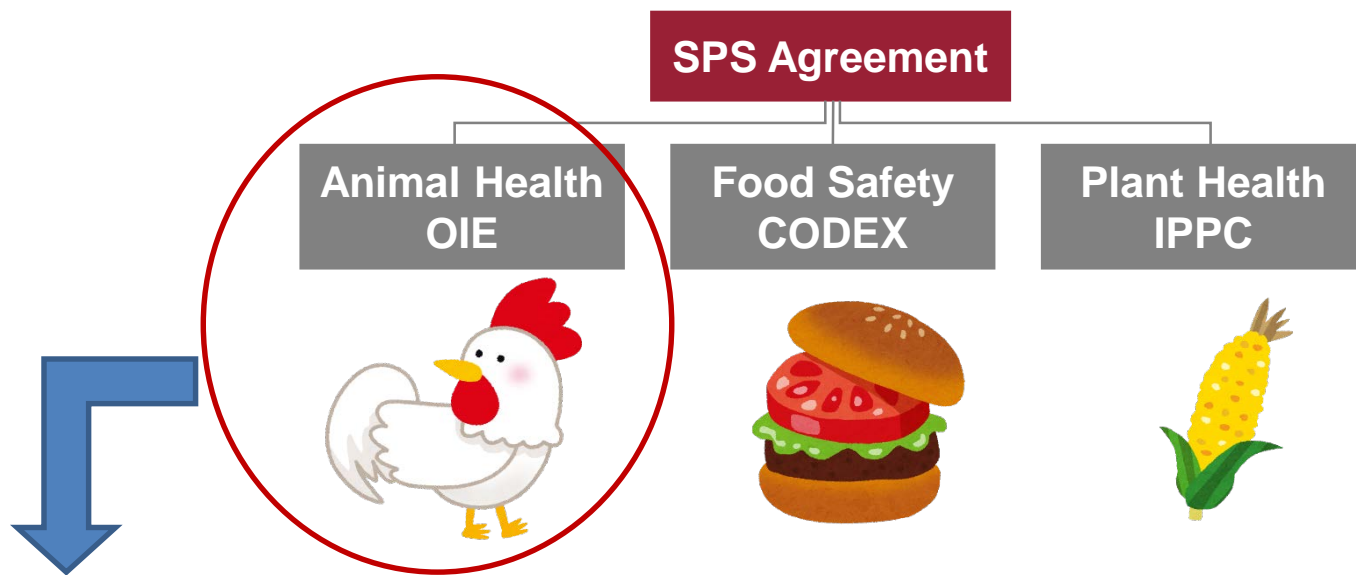 SPS Agreement
Animal Health
OIE
Food Safety
CODEX
Plant Health
IPPC